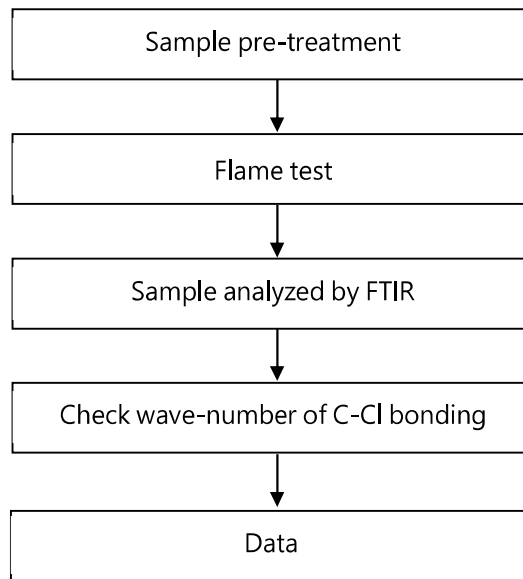 Sample pre-treatment
Flame test
Sample analyzed by FTIR
Check wave-number of C-Cl bonding
Data